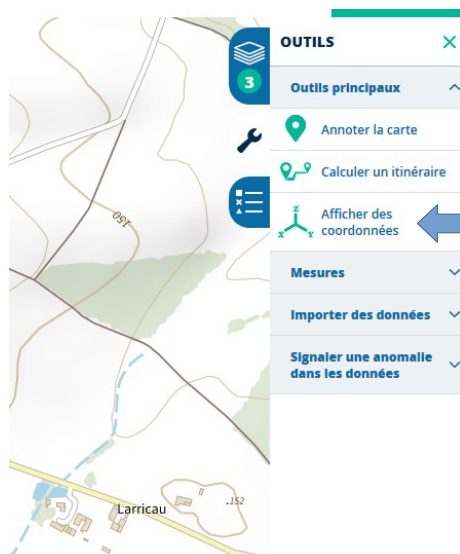 OUTILS
3
Outils principaux
Annoter la carte
Calculer un itinéraire
Z
X Y
Afficher des
coordonnées
Mesures
Importer des données
Signaler une anomalie
dans les données
150
.152
Larricau